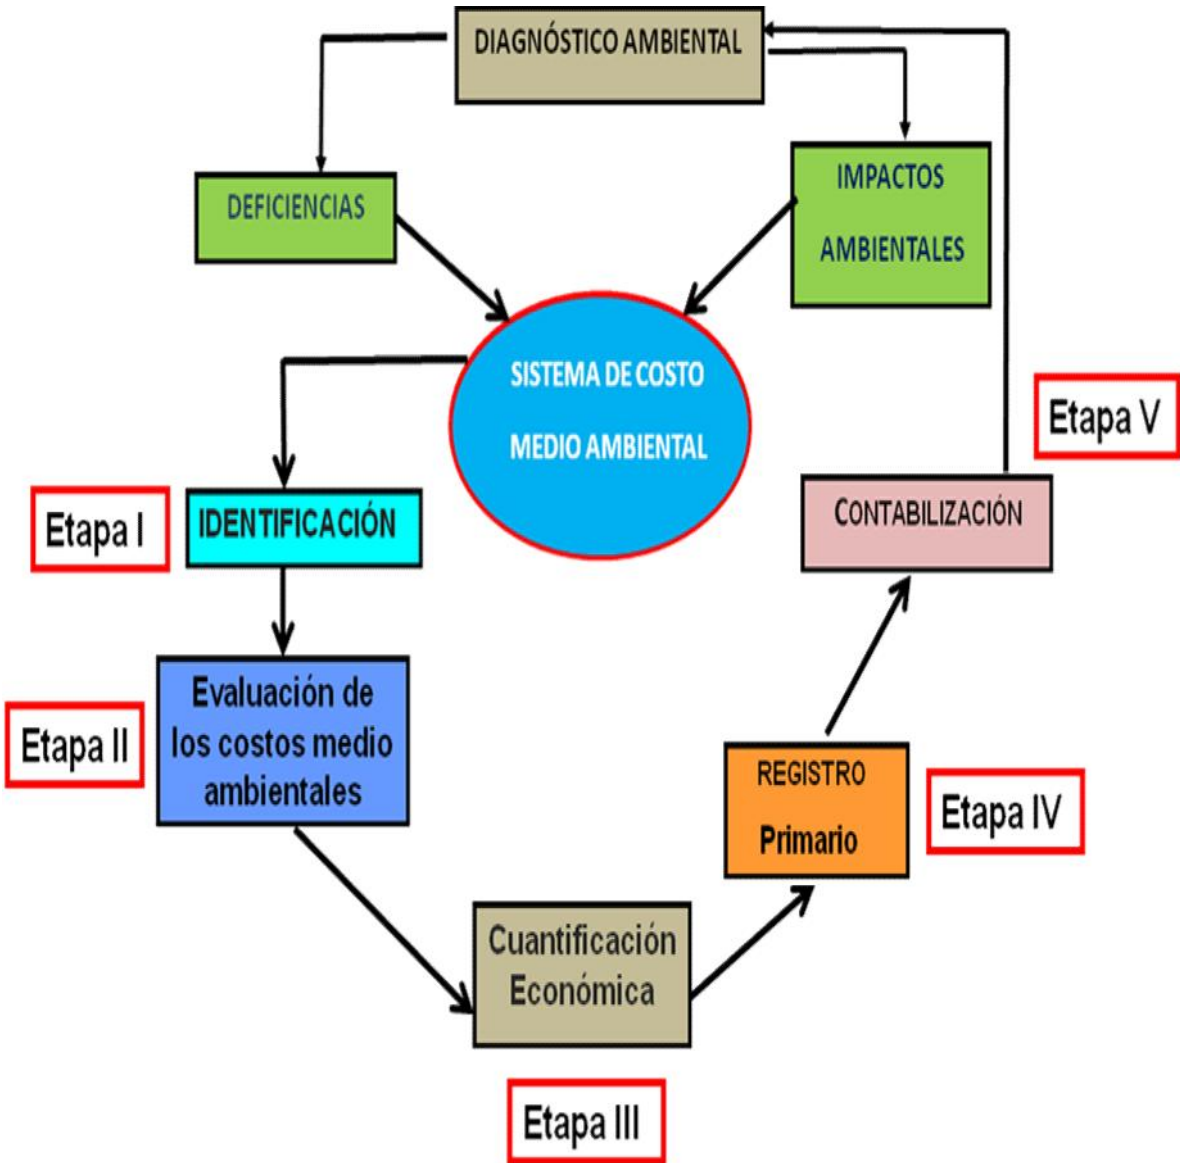 DIAGNÓSTICO AMBIENTAL
DEFICIENCIAS
IMPACTOS
AMBIENTALES
SISTEMA DE COSTO
MEDIO AMBIENTAL
Etapa I
IDENTIFICACIÓN
Etapa II
Evaluación de
los costos medio
ambientales
Cuantificación
Económica
Etapa III
REGISTRO
Primario
Etapa IV
CONTABILIZACIÓN
Etapa V